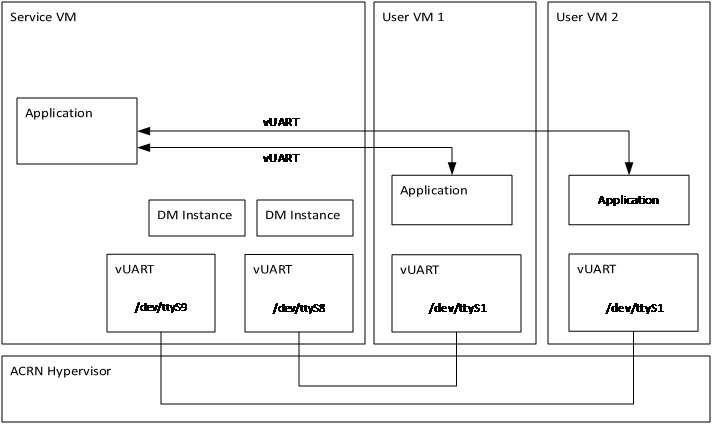 Service VM
User VM 1
User VM 2
Application
vUART
vUART
Application
Application
DM Instance
DM Instance
vUART
/dev/ttyS9
vUART
/dev/ttyS8
vUART
/dev/ttyS1
vUART
/dev/ttyS1
ACRN Hypervisor